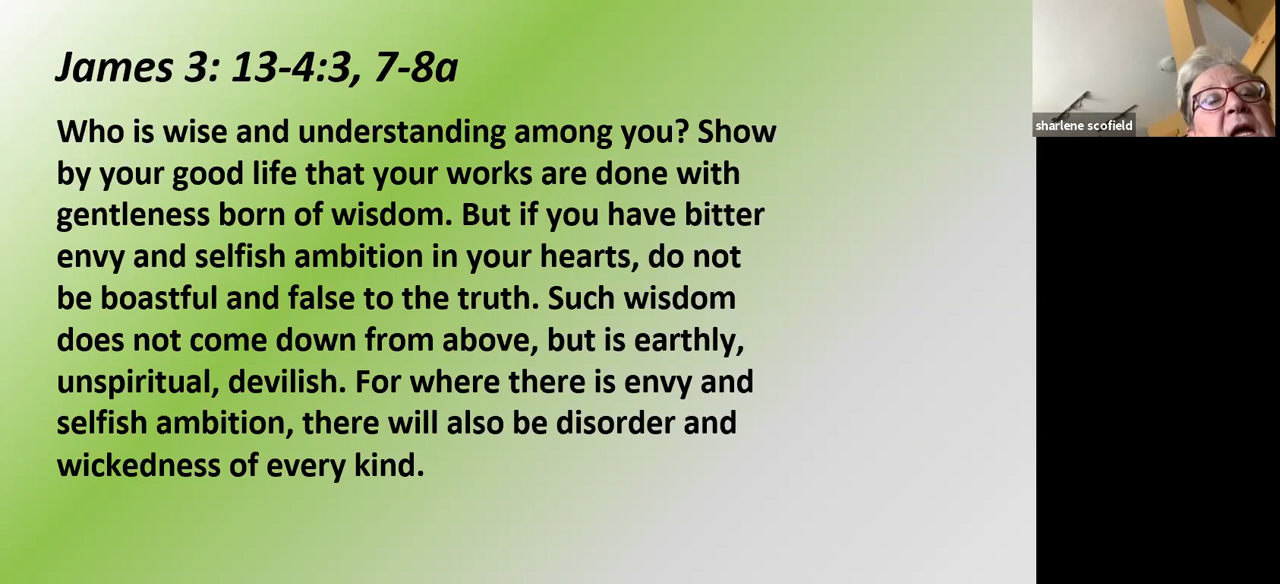 James 3: 13-4:3, 7-8a
Who is wise and understanding among you? Show
by your good life that your works are done with
gentleness born of wisdom. But if you have bitter
envy and selfish ambition in your hearts, do not
be boastful and false to the truth. Such wisdom
does not come down from above, but is earthly,
unspiritual, devilish. For where there is envy and
selfish ambition, there will also be disorder and
wickedness of every kind.
sharlene scofield